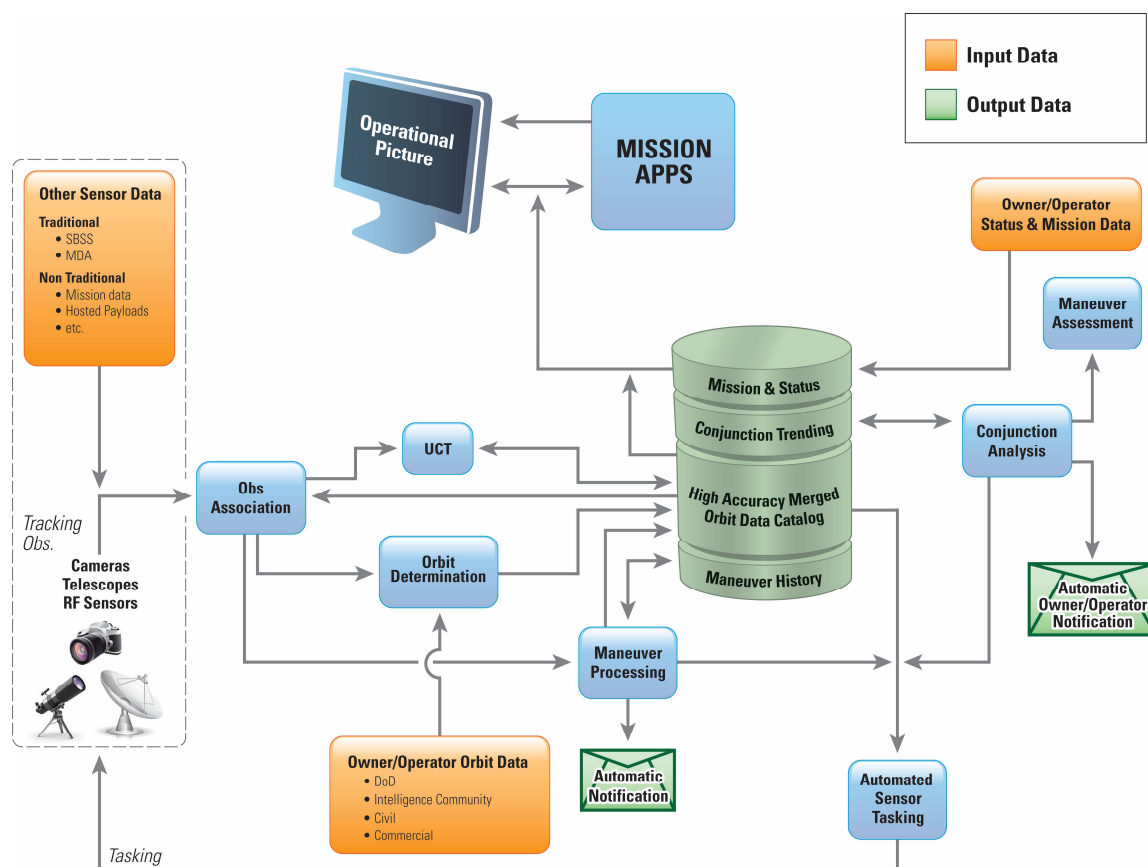 Input Data
Output Data
Operational
Picture
MISSION
APPS
Other Sensor Data
Traditional
• SBSS
• MDA
Non Traditional
• Mission data
• Hosted Payloads
• etc.
Owner/Operator
Status & Mission Data
Maneuver
Assessment
Mission & Status
Conjunction Trending
High Accuracy Merged
Orbit Data Catalog
Maneuver History
Conjunction
Analysis
UCT
Obs
Association
Orbit
Determination
Tracking
Obs.
Cameras
Telescopes
RF Sensors
Automatic
Owner/Operator
Notification
Maneuver
Processing
Owner/Operator Orbit Data
• DoD
• Intelligence Community
• Civil
• Commercial
Automatic
Notification
Automated
Sensor
Tasking
Tasking